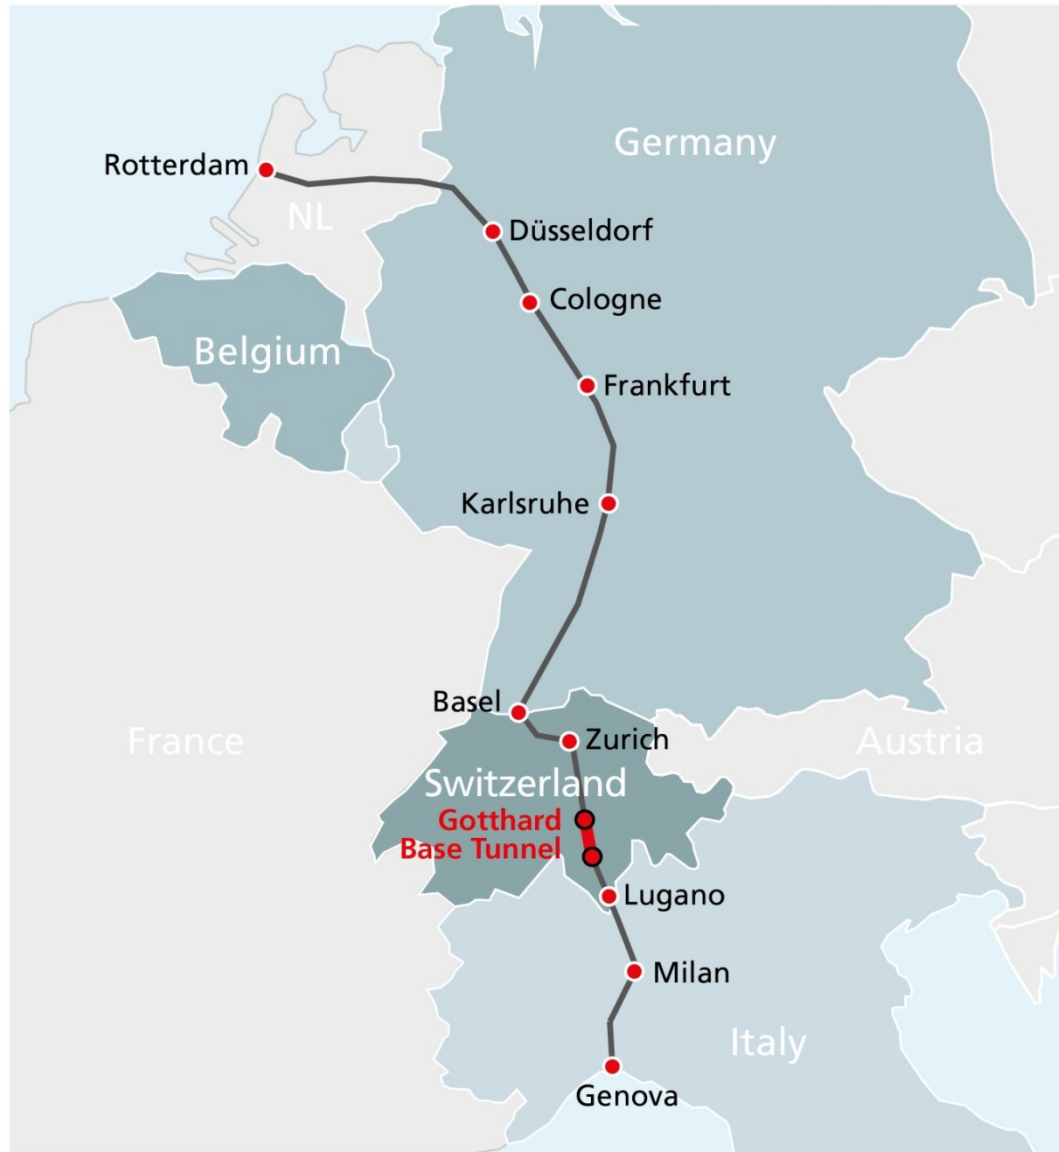 Germany
Rotterdam
NL
Düsseldorf
Cologne
Belgium
Frankfurt
Karlsruhe
Basel
Zurich
France
Austria
Switzerland
Gotthard
Base Tunnel
Lugano
Milan
Italy
Genova